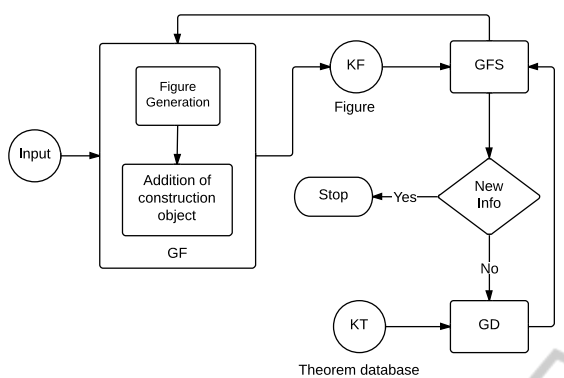 Input
Figure
Generation
Addition of
construction
object
GF
KF
Figure
GFS
New
Info
Yes
Stop
No
KT
Theorem database
GD